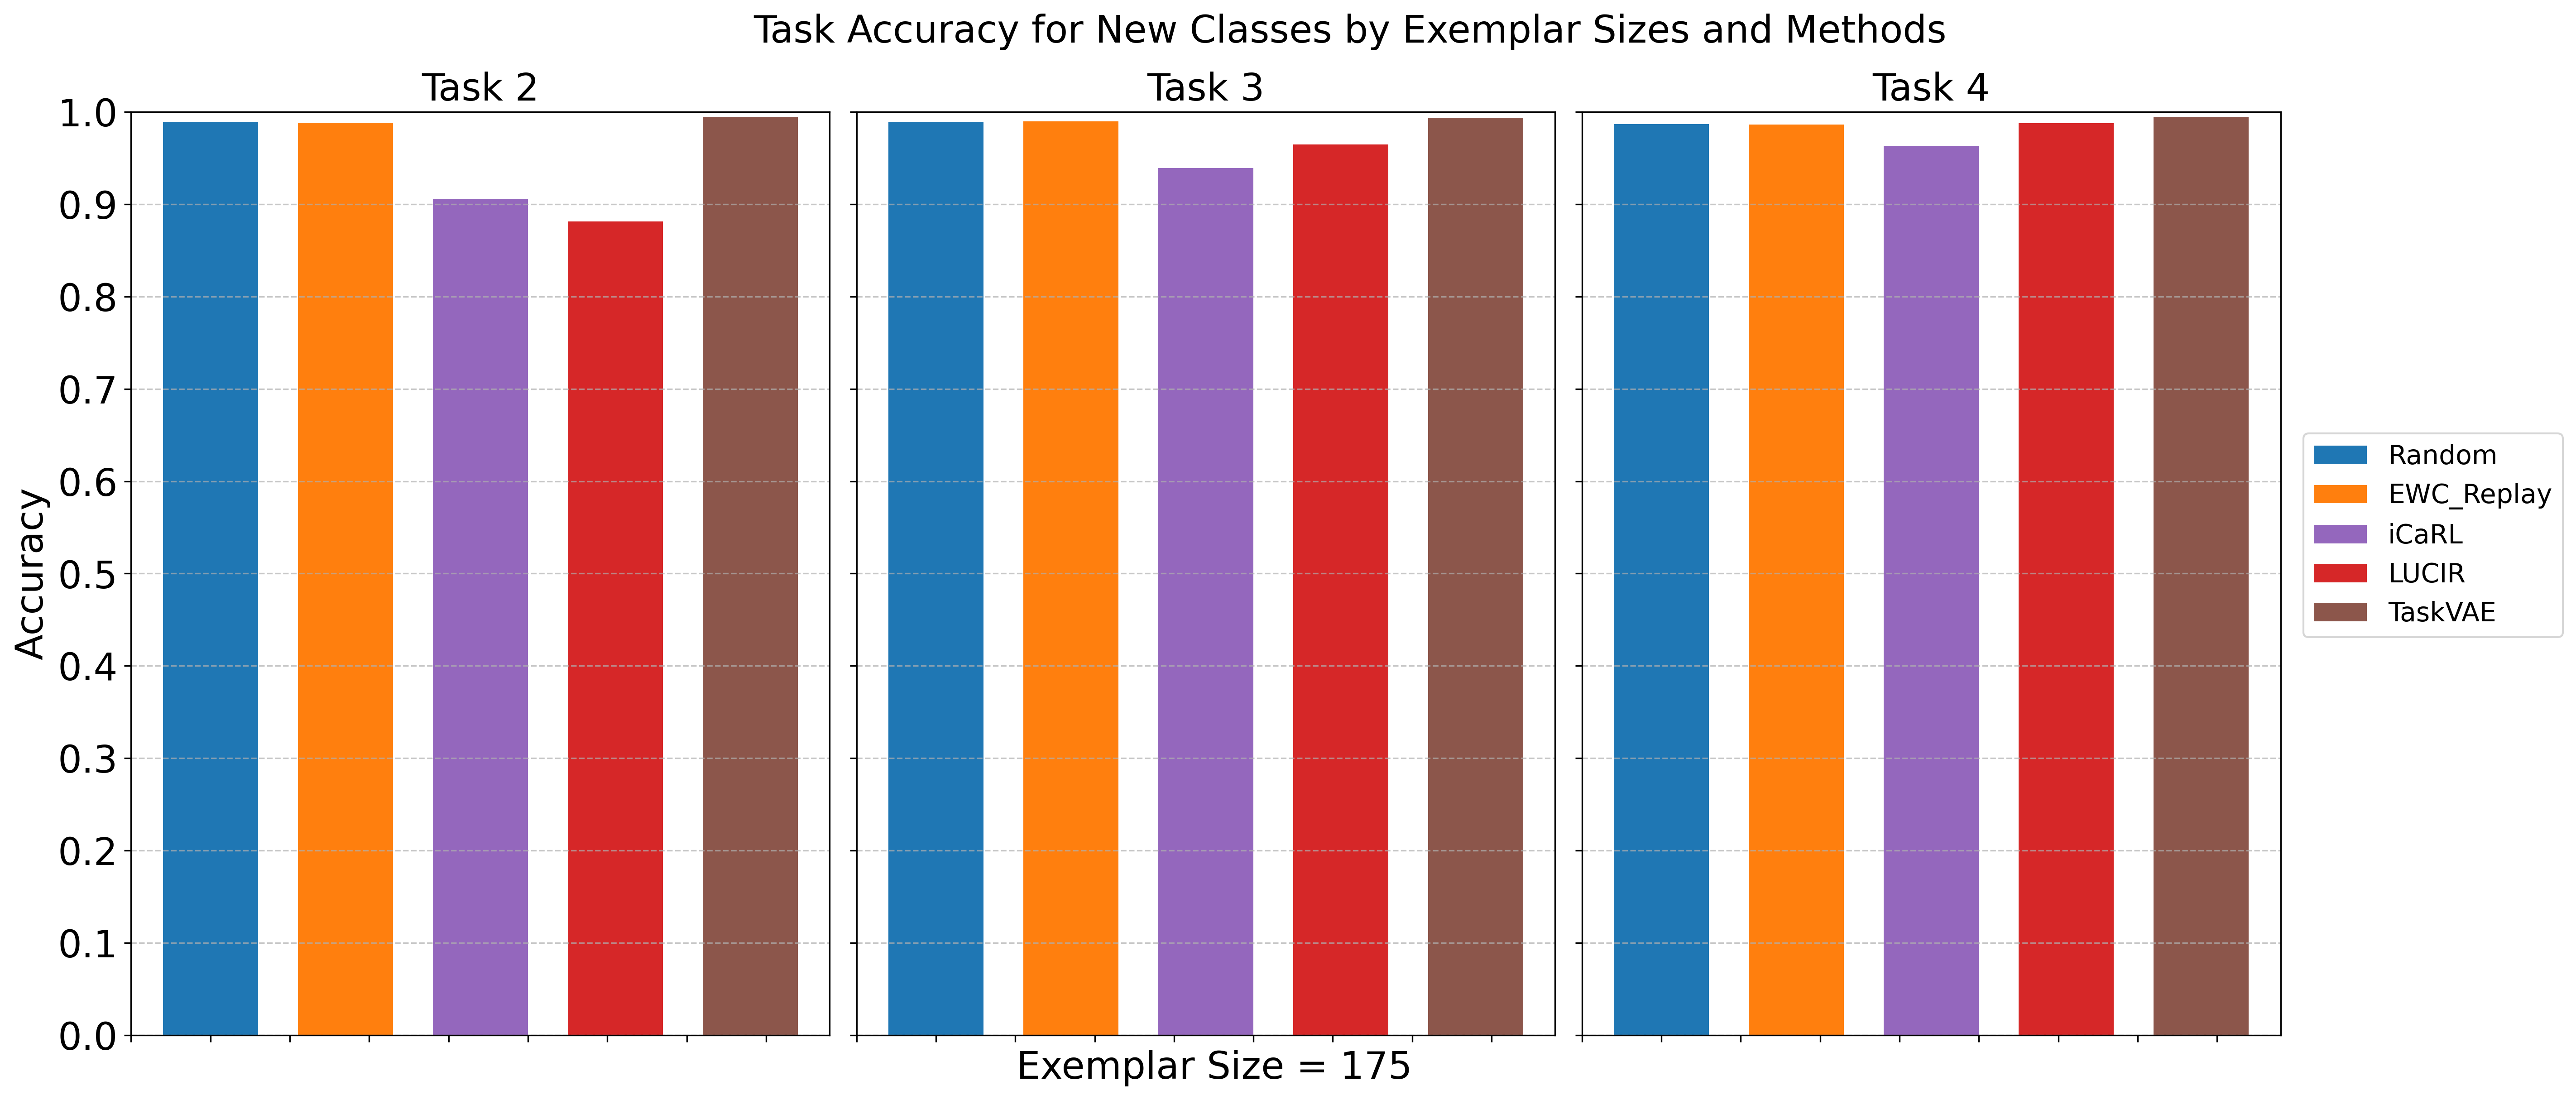 Task Accuracy for New Classes by Exemplar Sizes and Methods
Task 2
Task 3
Task 4
1.0
0.9
0.8
0.7
0.6
0.5
0.4
0.3
0.2
0.1
0.0
Accuracy
Exemplar Size = 175
Random
EWC_Replay
iCaRL
LUCIR
TaskVAE